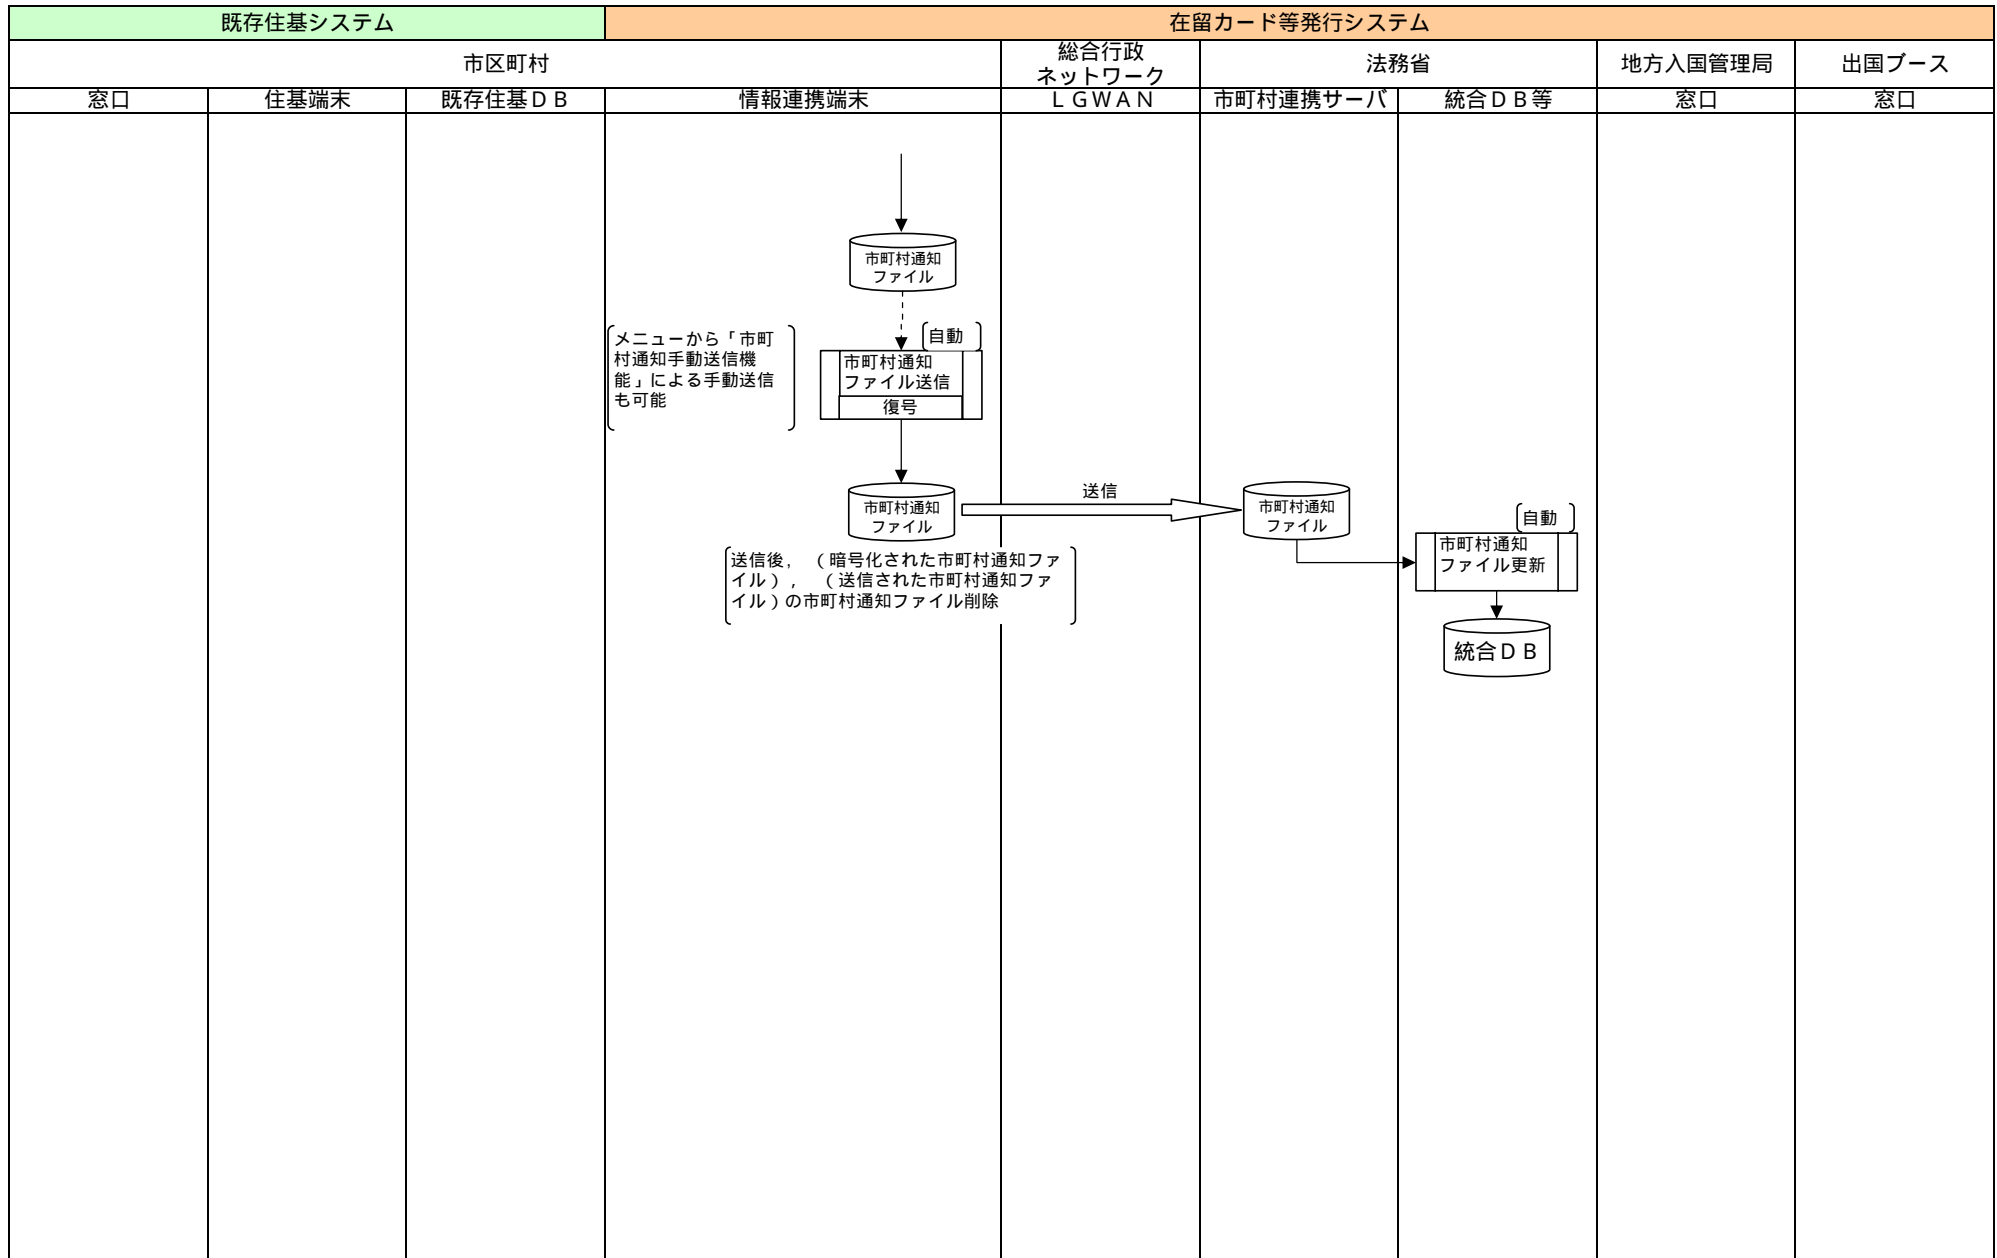 既存住基システム
在留カード等発行システム
市区町村
総合行政
ネットワーク
法務省
地方入国管理局
出国ブース
窓口
住基端末
既存住基ＤＢ
情報連携端末
ＬＧＷＡＮ
市町村連携サーバ
統合ＤＢ等
窓口
窓口
市町村通知
ファイル
メニューから「市町
村通知手動送信機
能」による手動送信
も可能
自動
市町村通知
ファイル送信
復号
市町村通知
ファイル
送信
市町村通知
ファイル
自動
市町村通知
ファイル更新
送信後，　（暗号化された市町村通知ファ
イル），　（送信された市町村通知ファ
イル）の市町村通知ファイル削除
統合ＤＢ